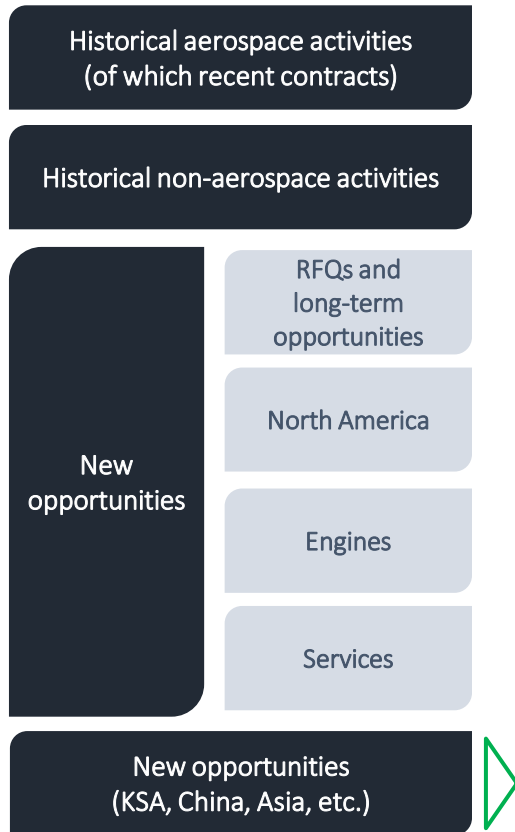 Historical aerospace activities
(of which recent contracts)
Historical non-aerospace activities
New
opportunities
RFQs and
long-term
opportunities
North America
Engines
Services
New opportunities
(KSA, China, Asia, etc.)